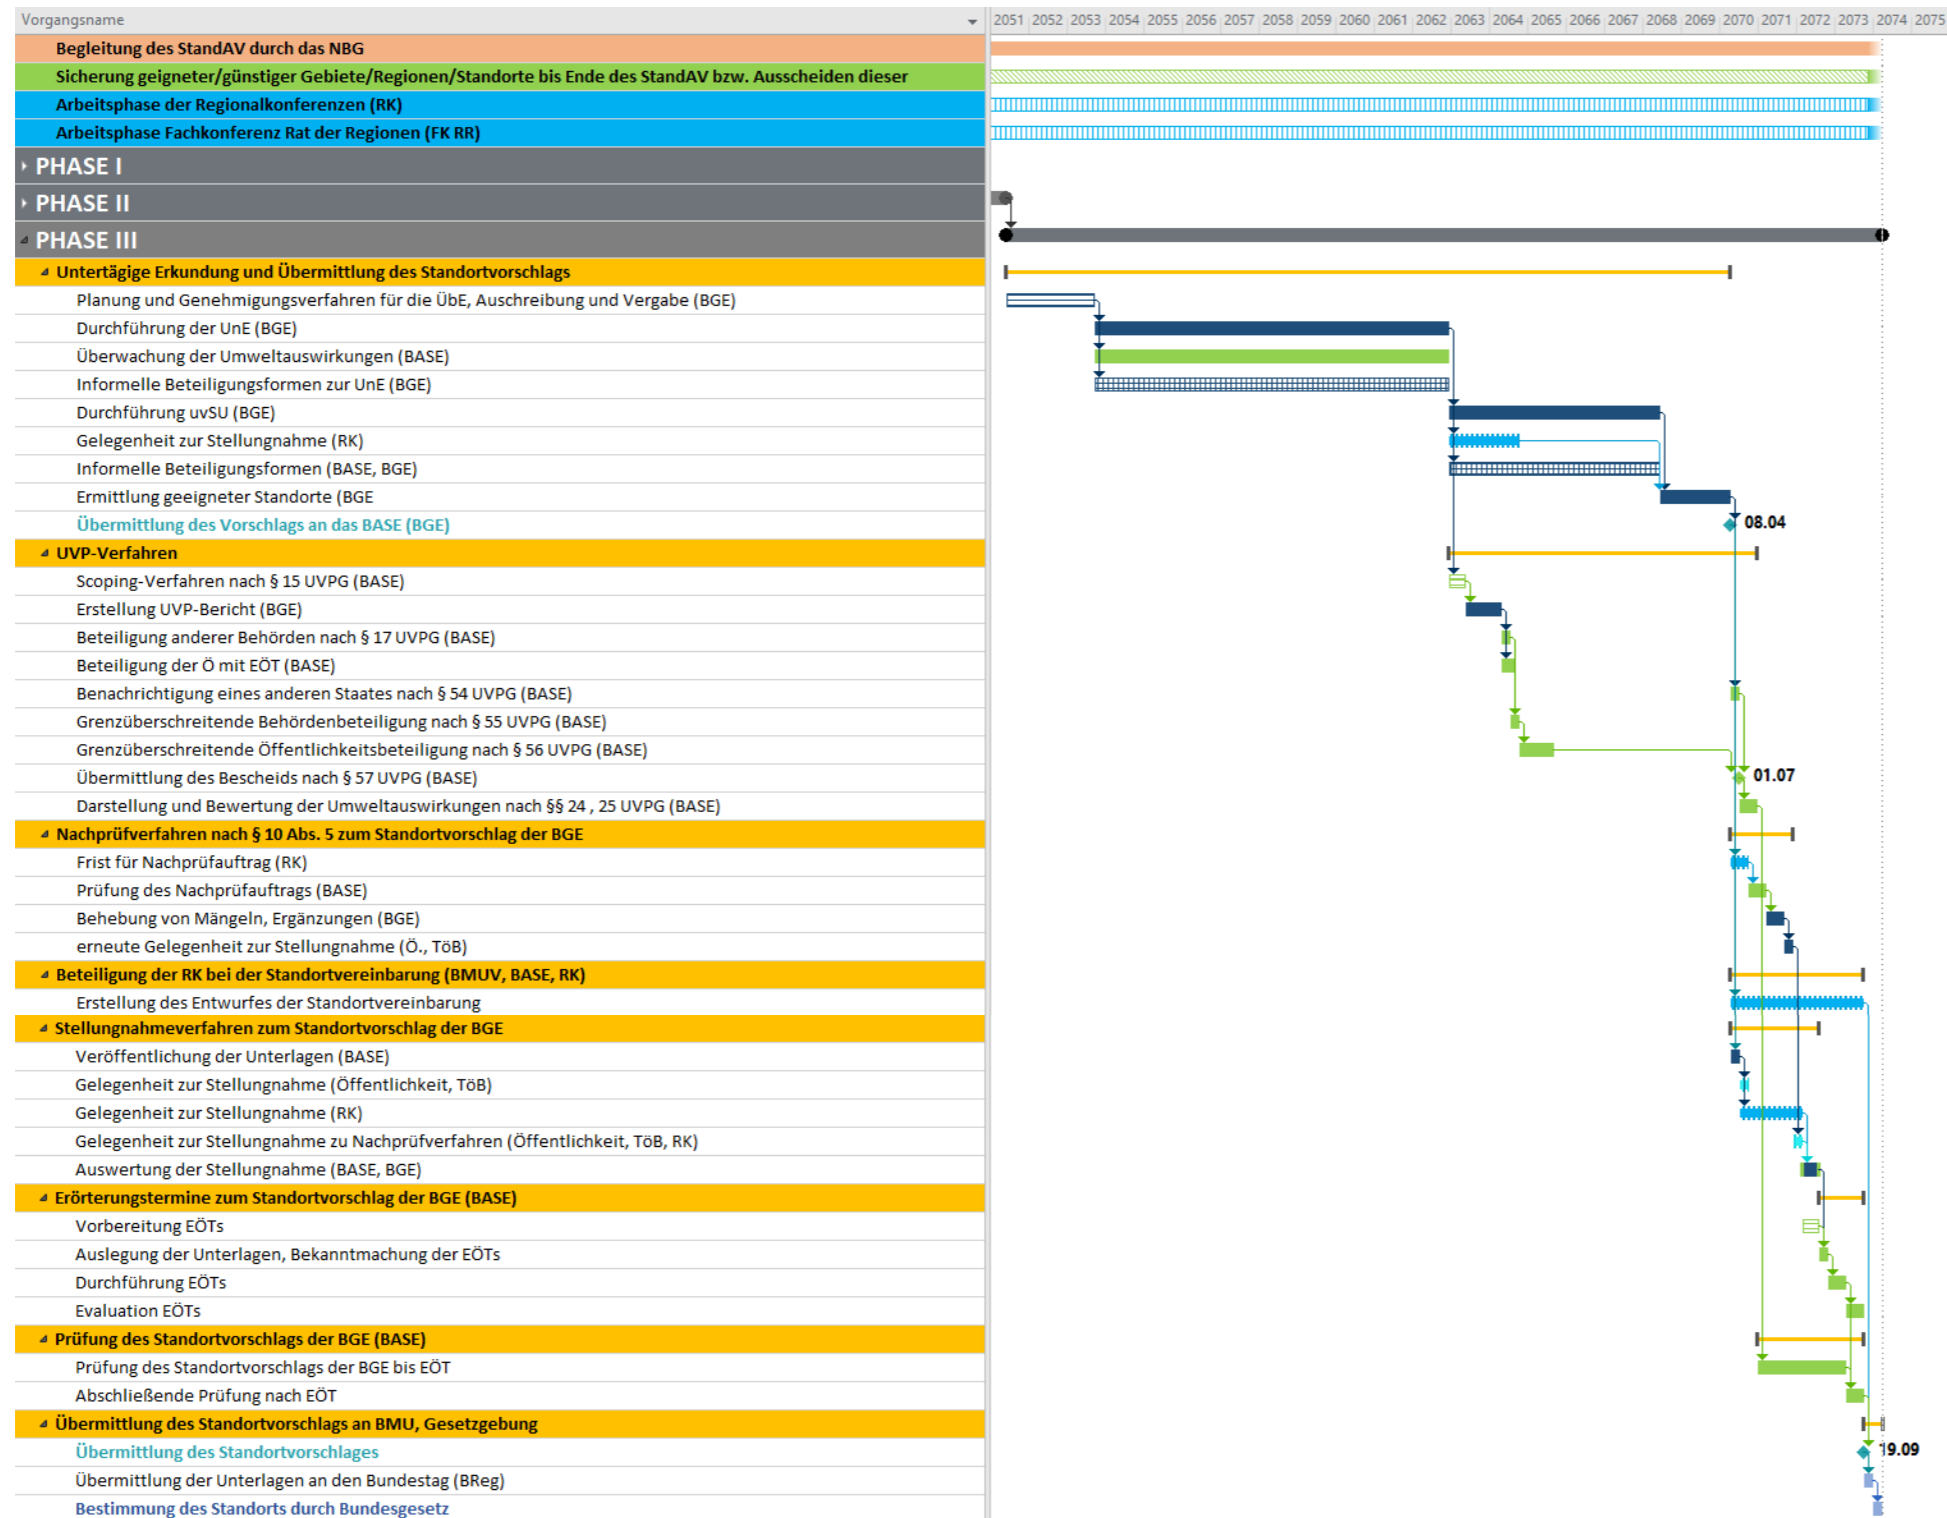 Vorgangsname 2051 2052 2053 2054 2055 2056 2057 2058 2059 2060 2061 2062 2063 2064 2065 2066 2067 2068 2069 2070 2071 2072 2073 2074 2075
Begleitung des StandAV durch das NBG
Sicherung geigneter/günstiger Gebiete/Regionen/Standorte bis Ende des StandAV bzw. Ausscheiden dieser
Arbeitsphase der Regionalkonferenzen (RK)
Arbeitsphase Fachkonferenz Rat der Regionen (FK RR)
PHASE I
PHASE II
PHASE III
Untertägige Erkundung und Übermittlung des Standortvorschlags
Planung und Genehmigungsverfahren für die ÜbE, Auschreibung und Vergabe (BGE)
Durchführung der UnE (BGE)
Überwachung der Umweltauswirkungen (BASE)
Informelle Beteiligungsformen zur UnE (BGE)
Durchführung uvSU (BGE)
Gelegenheit zur Stellungnahme (RK)
Informelle Beteiligungsformen (BASE, BGE)
Ermittlung geeigneter Standorte (BGE
Übermittlung des Vorschlags an das BASE (BGE) 08.04
UVP-Verfahren
Scoping-Verfahren nach § 15 UVPG (BASE)
Erstellung UVP-Bericht (BGE)
Beteiligung anderer Behörden nach § 17 UVPG (BASE)
Beteiligung der Ö mit EÖT (BASE)
Benachrichtigung eines anderen Staates nach § 54 UVPG (BASE)
Grenzüberschreitende Behördenbeteiligung nach § 55 UVPG (BASE)
Grenzüberschreitende Öffentlichkeitsbeteiligung nach § 56 UVPG (BASE)
Übermittlung des Bescheids nach § 57 UVPG (BASE) 01.07
Darstellung und Bewertung der Umweltauswirkungen nach §§ 24 , 25 UVPG (BASE)
Nachprüfverfahren nach § 10 Abs. 5 zum Standortvorschlag der BGE
Frist für Nachprüfauftrag (RK)
Prüfung des Nachprüfauftrags (BASE)
Behebung von Mängeln, Ergänzungen (BGE)
erneute Gelegenheit zur Stellungnahme (Ö., TöB)
Beteiligung der RK bei der Standortvereinbarung (BMUV, BASE, RK)
Erstellung des Entwurfes der Standortvereinbarung
Stellungnahmeverfahren zum Standortvorschlag der BGE
Veröffentlichung der Unterlagen (BASE)
Gelegenheit zur Stellungnahme (Öffentlichkeit, TöB)
Gelegenheit zur Stellungnahme (RK)
Gelegenheit zur Stellungnahme zu Nachprüfverfahren (Öffentlichkeit, TöB, RK)
Auswertung der Stellungnahme (BASE, BGE)
Erörterungstermine zum Standortvorschlag der BGE (BASE)
Vorbereitung EÖTs
Auslegung der Unterlagen, Bekanntmachung der EÖTs
Durchführung EÖTs
Evaluation EÖTs
Prüfung des Standortvorschlags der BGE (BASE)
Prüfung des Standortvorschlags der BGE bis EÖT
Abschließende Prüfung nach EÖT
Übermittlung des Standortvorschlags an BMU, Gesetzgebung
Übermittlung des Standortvorschlages 19.09
Übermittlung der Unterlagen an den Bundestag (BReg)
Bestimmung des Standorts durch Bundesgesetz